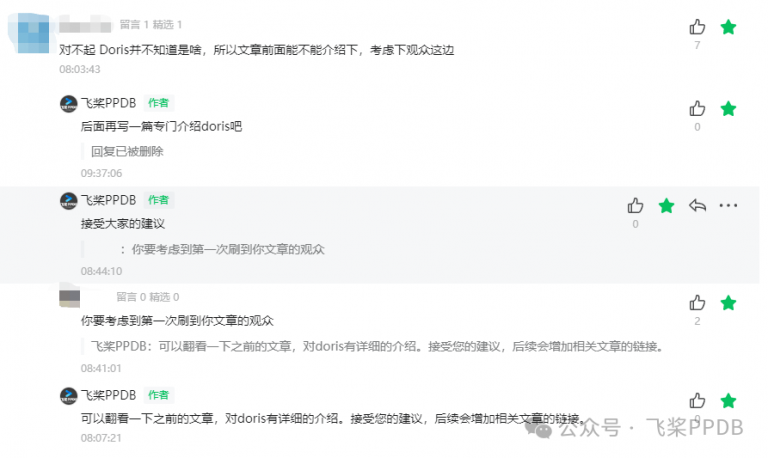 留言 1 精选 1
对不起 Doris并不知道是啥，所以文章前面能不能介绍下，考虑下观众这边
7
08:03:43
飞桨PPDB 作者
后面再写一篇专门介绍doris吧
0
回复已被删除
09:37:06
飞桨PPDB 作者
接受大家的建议
0
：你要考虑到第一次刷到你文章的观众
08:44:10
留言 0 精选 0
你要考虑到第一次刷到你文章的观众
2
飞桨PPDB：可以翻看一下之前的文章，对doris有详细的介绍。接受您的建议，后续会增加相关文章的链接。
08:41:01
飞桨PPDB 作者
可以翻看一下之前的文章，对doris有详细的介绍。接受您的建议，后续会增加相关文章的链接。
0
08:07:21
公众号 · 飞桨PPDB